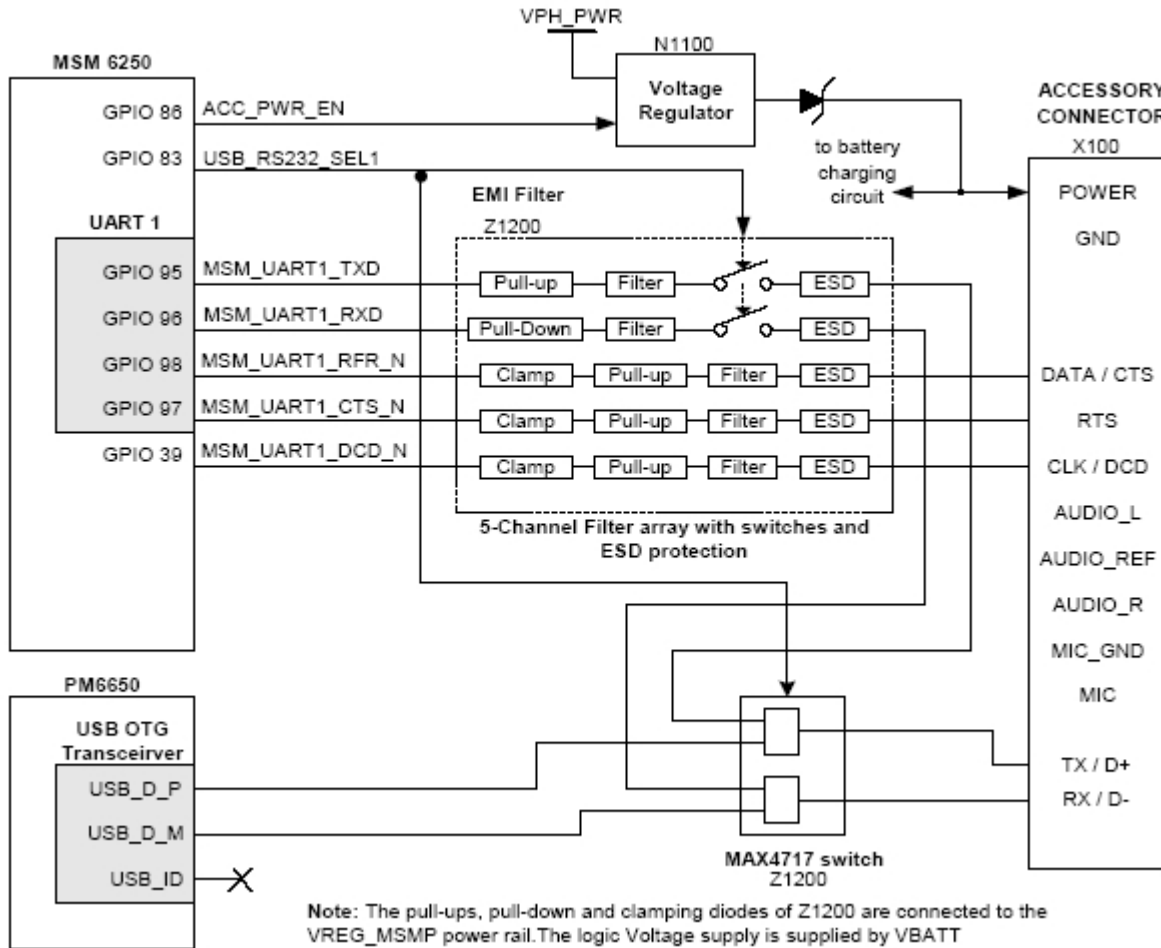 VPH_PWR
MSM 6250
N1100
Voltage
Regulator
GPIO 86
ACC_PWR_EN
ACCESSORY
CONNECTOR
X100
GPIO 83
USB_RS232_SEL1
to battery
charging
circuit
POWER
EMI Filter
UART 1
Z1200
GND
GPIO 95
MSM_UART1_TXD
Pull-up
Filter
ESD
GPIO 96
MSM_UART1_RXD
Pull-Down
Filter
ESD
GPIO 98
MSM_UART1_RFR_N
Clamp
Pull-up
Filter
ESD
DATA / CTS
GPIO 97
MSM_UART1_CTS_N
Clamp
Pull-up
Filter
ESD
RTS
GPIO 39
MSM_UART1_DCD_N
Clamp
Pull-up
Filter
ESD
CLK / DCD
5-Channel Filter array with switches and
ESD protection
AUDIO_L
AUDIO_REF
AUDIO_R
MIC_GND
MIC
PM6650
USB OTG
Transceirver
USB_D_P
USB_D_M
USB_ID
TX / D+
RX / D-
MAX4717 switch
Z1200
Note: The pull-ups, pull-down and clamping diodes of Z1200 are connected to the
VREG_MSMP power rail.The logic Voltage supply is supplied by VBATT